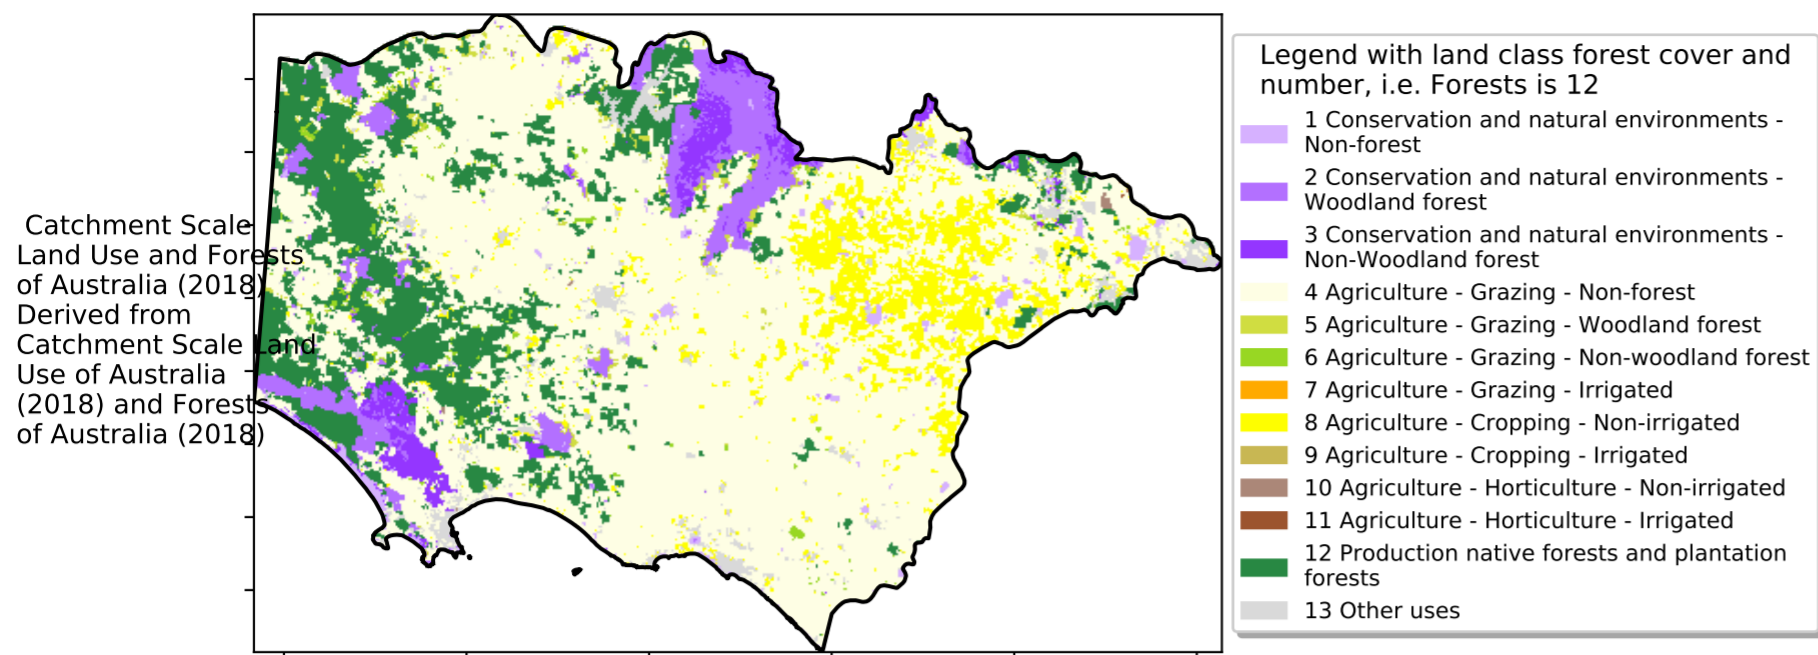 Catchment Scale
Land Use and Forests
of Australia (2018)
Derived from
Catchment Scale Land
Use of Australia
(2018) and Forests
of Australia (2018)
Legend with land class forest cover and
number, i.e. Forests is 12
1 Conservation and natural environments -
Non-forest
2 Conservation and natural environments -
Woodland forest
3 Conservation and natural environments -
Non-Woodland forest
4 Agriculture - Grazing - Non-forest
5 Agriculture - Grazing - Woodland forest
6 Agriculture - Grazing - Non-woodland forest
7 Agriculture - Grazing - Irrigated
8 Agriculture - Cropping - Non-irrigated
9 Agriculture - Cropping - Irrigated
10 Agriculture - Horticulture - Non-irrigated
11 Agriculture - Horticulture - Irrigated
12 Production native forests and plantation
forests
13 Other uses